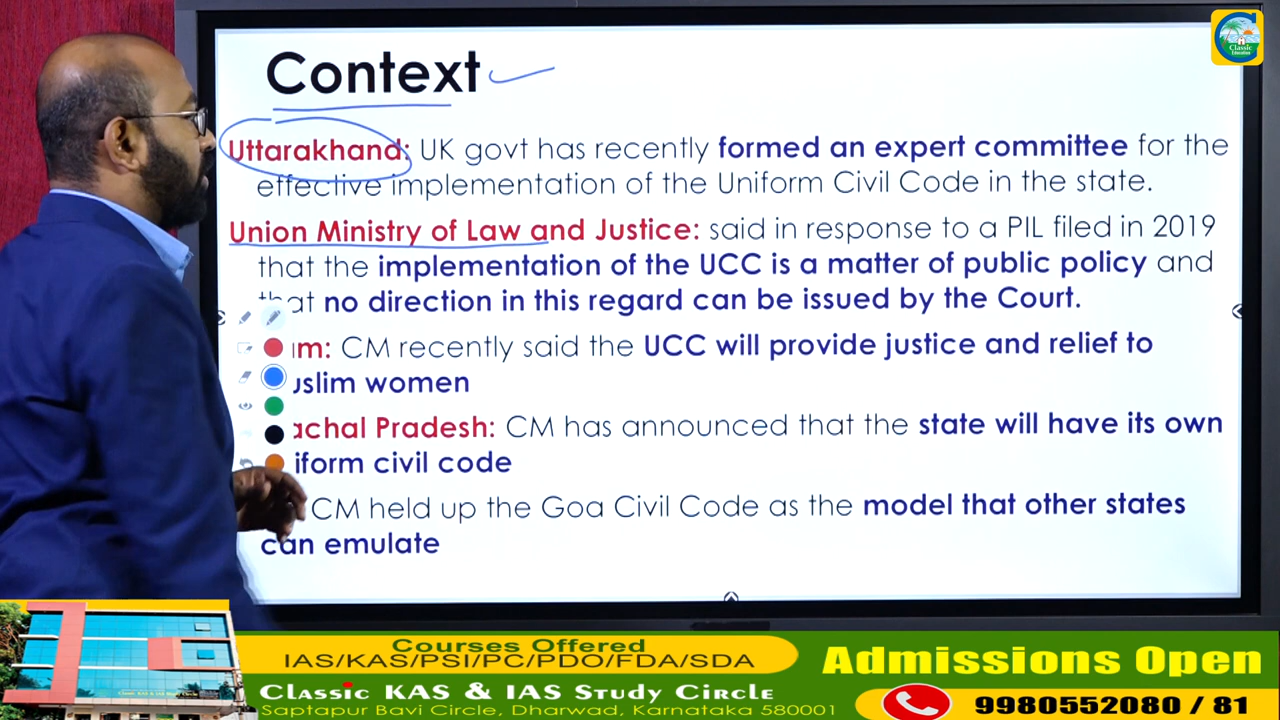 Context
Uttarakhand: UK govt has recently formed an expert committee for the
effective implementation of the Uniform Civil Code in the state.
Union Ministry of Law and Justice: said in response to a PIL filed in 2019
that the implementation of the UCC is a matter of public policy and
that no direction in this regard can be issued by the Court.
am: CM recently said the UCC will provide justice and relief to
uslim women
achal Pradesh: CM has announced that the state will have its own
iform civil code
CM held up the Goa Civil Code as the model that other states
can emulate
Classic
Education
Courses Offered
IAS/KAS/PSI/PC/PDO/FDA/SDA
Classic KAS & IAS Study Circle
Saptapur Bavi Circle, Dharwad, Karnataka 580001
Admissions Open
9980552080 / 81